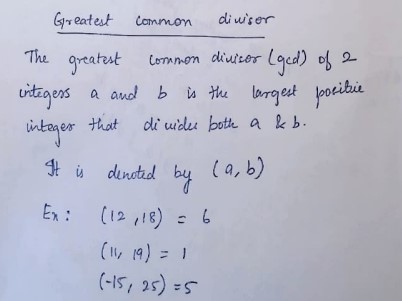 Greatest common divisor
The greatest common divisor (gcd) of 2
integers a and b is the largest positive
integer that divides both a & b.
It is denoted by (a, b)
Ex: (12, 18) = 6
(11, 19) = 1
(-15, 25) = 5